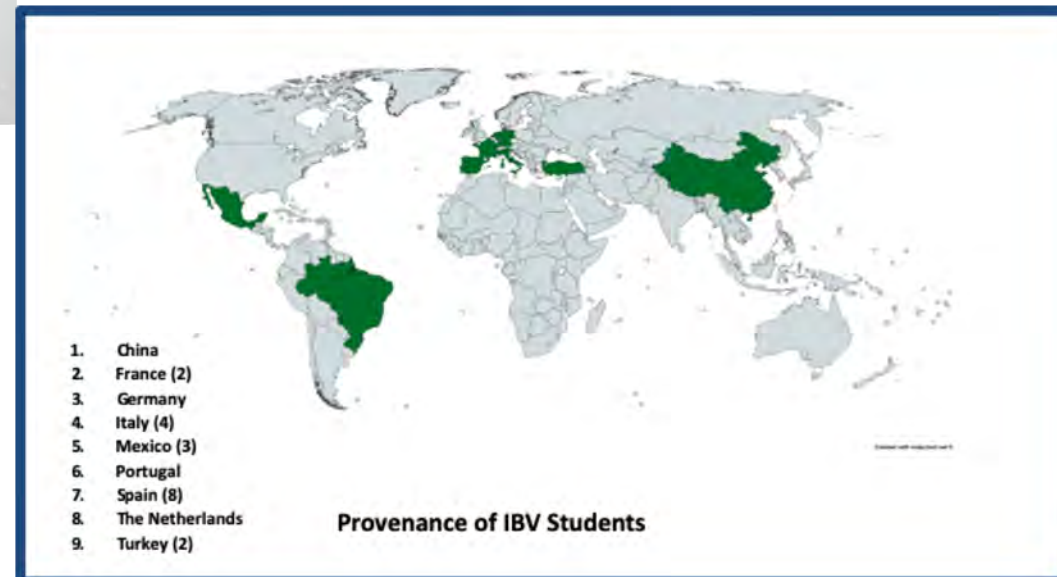 1. China
2. France (2)
3. Germany
4. Italy (4)
5. Mexico (3)
6. Portugal
7. Spain (8)
8. The Netherlands
9. Turkey (2)
Provenance of IBV Students